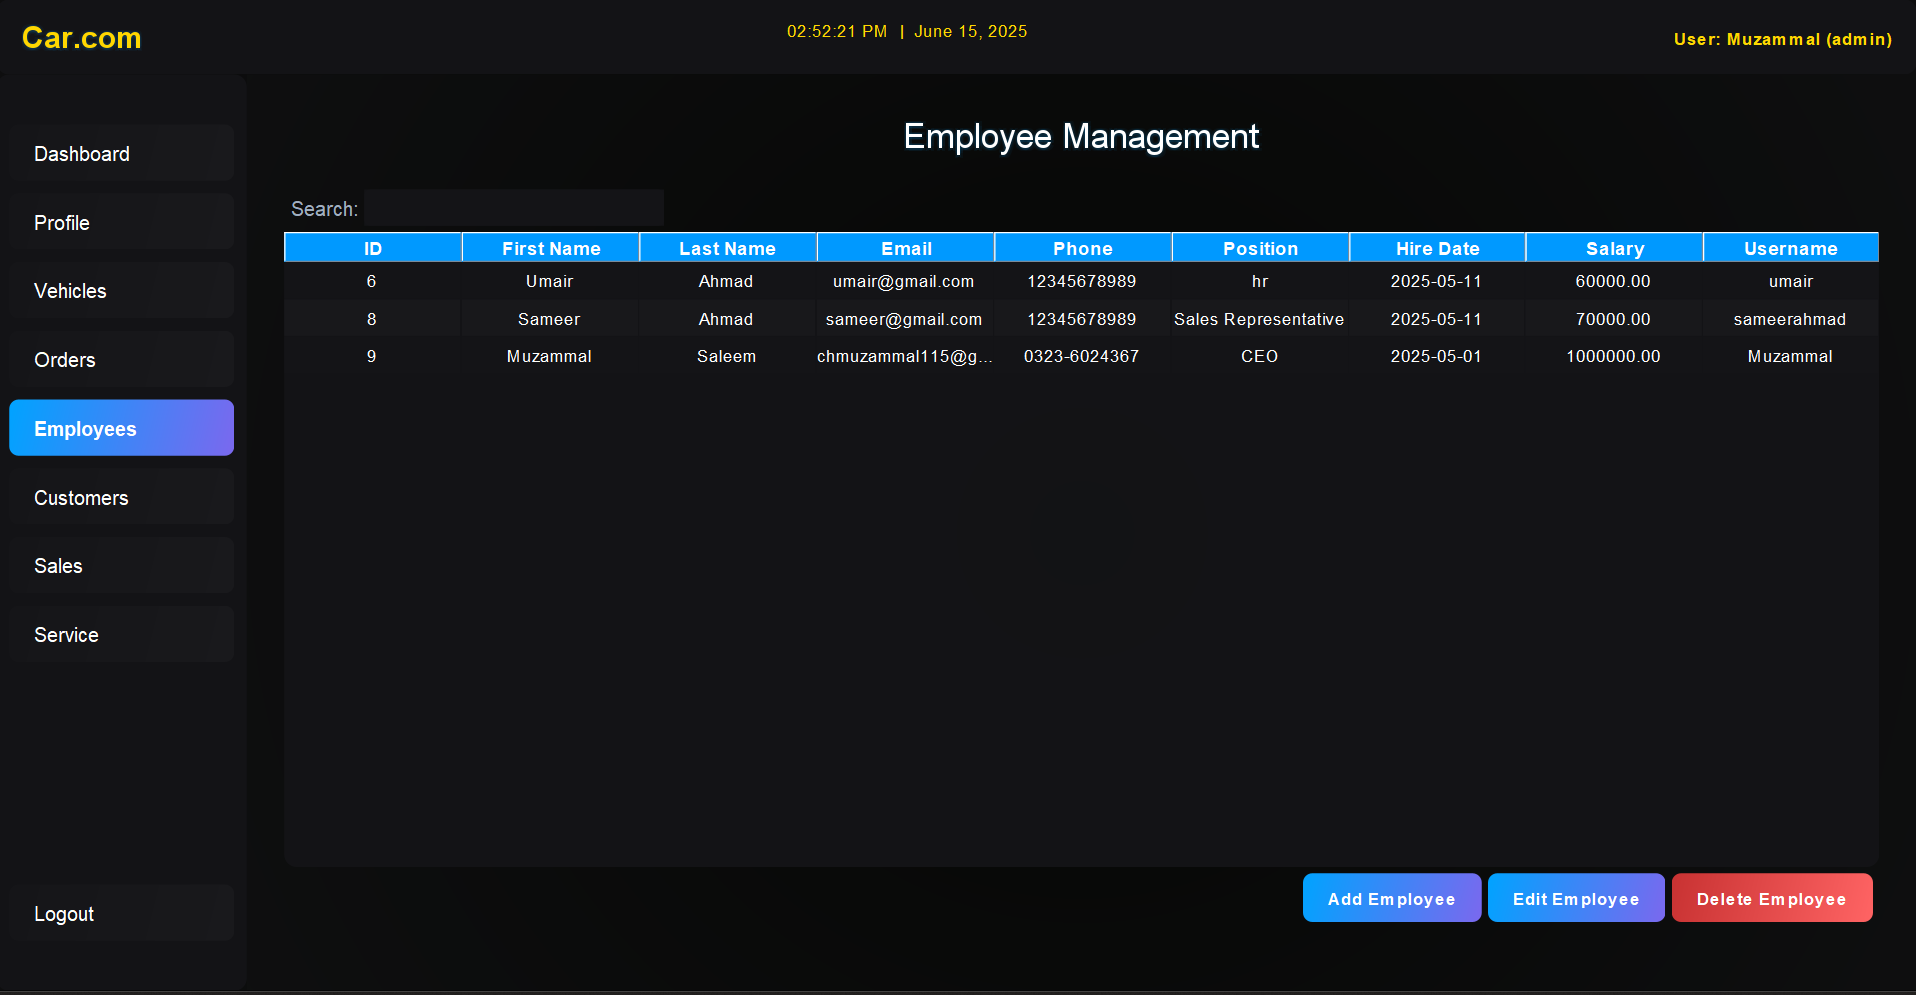 Car.com
02:52:21 PM | June 15, 2025
User: Muzammal (admin)
Dashboard
Profile
Vehicles
Orders
Employees
Customers
Sales
Service
Logout
Employee Management
Search:
ID First Name Last Name Email Phone Position Hire Date Salary Username
6 Umair Ahmad umair@gmail.com 12345678989 hr 2025-05-11 60000.00 umair
8 Sameer Ahmad sameer@gmail.com 12345678989 Sales Representative 2025-05-11 70000.00 sameerahmad
9 Muzammal Saleem chmuzammal115@g... 0323-6024367 CEO 2025-05-01 1000000.00 Muzammal
Add Employee Edit Employee Delete Employee